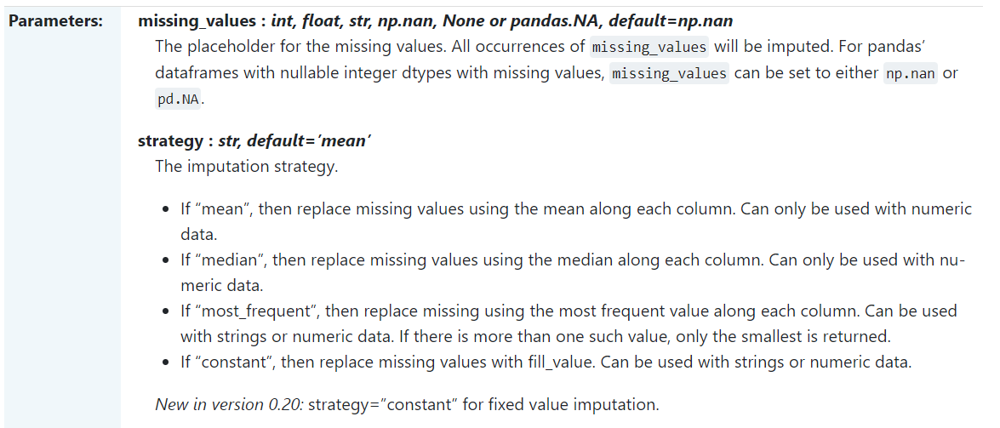 Parameters:
missing_values : int, float, str, np.nan, None or pandas.NA, default=np.nan
The placeholder for the missing values. All occurrences of missing_values will be imputed. For pandas’
dataframes with nullable integer dtypes with missing values, missing_values can be set to either np.nan or
pd.NA.
strategy : str, default=’mean’
The imputation strategy.
• If “mean”, then replace missing values using the mean along each column. Can only be used with numeric
data.
• If “median”, then replace missing values using the median along each column. Can only be used with nu-
meric data.
• If “most_frequent”, then replace missing using the most frequent value along each column. Can be used
with strings or numeric data. If there is more than one such value, only the smallest is returned.
• If “constant”, then replace missing values with fill_value. Can be used with strings or numeric data.
New in version 0.20: strategy=”constant” for fixed value imputation.